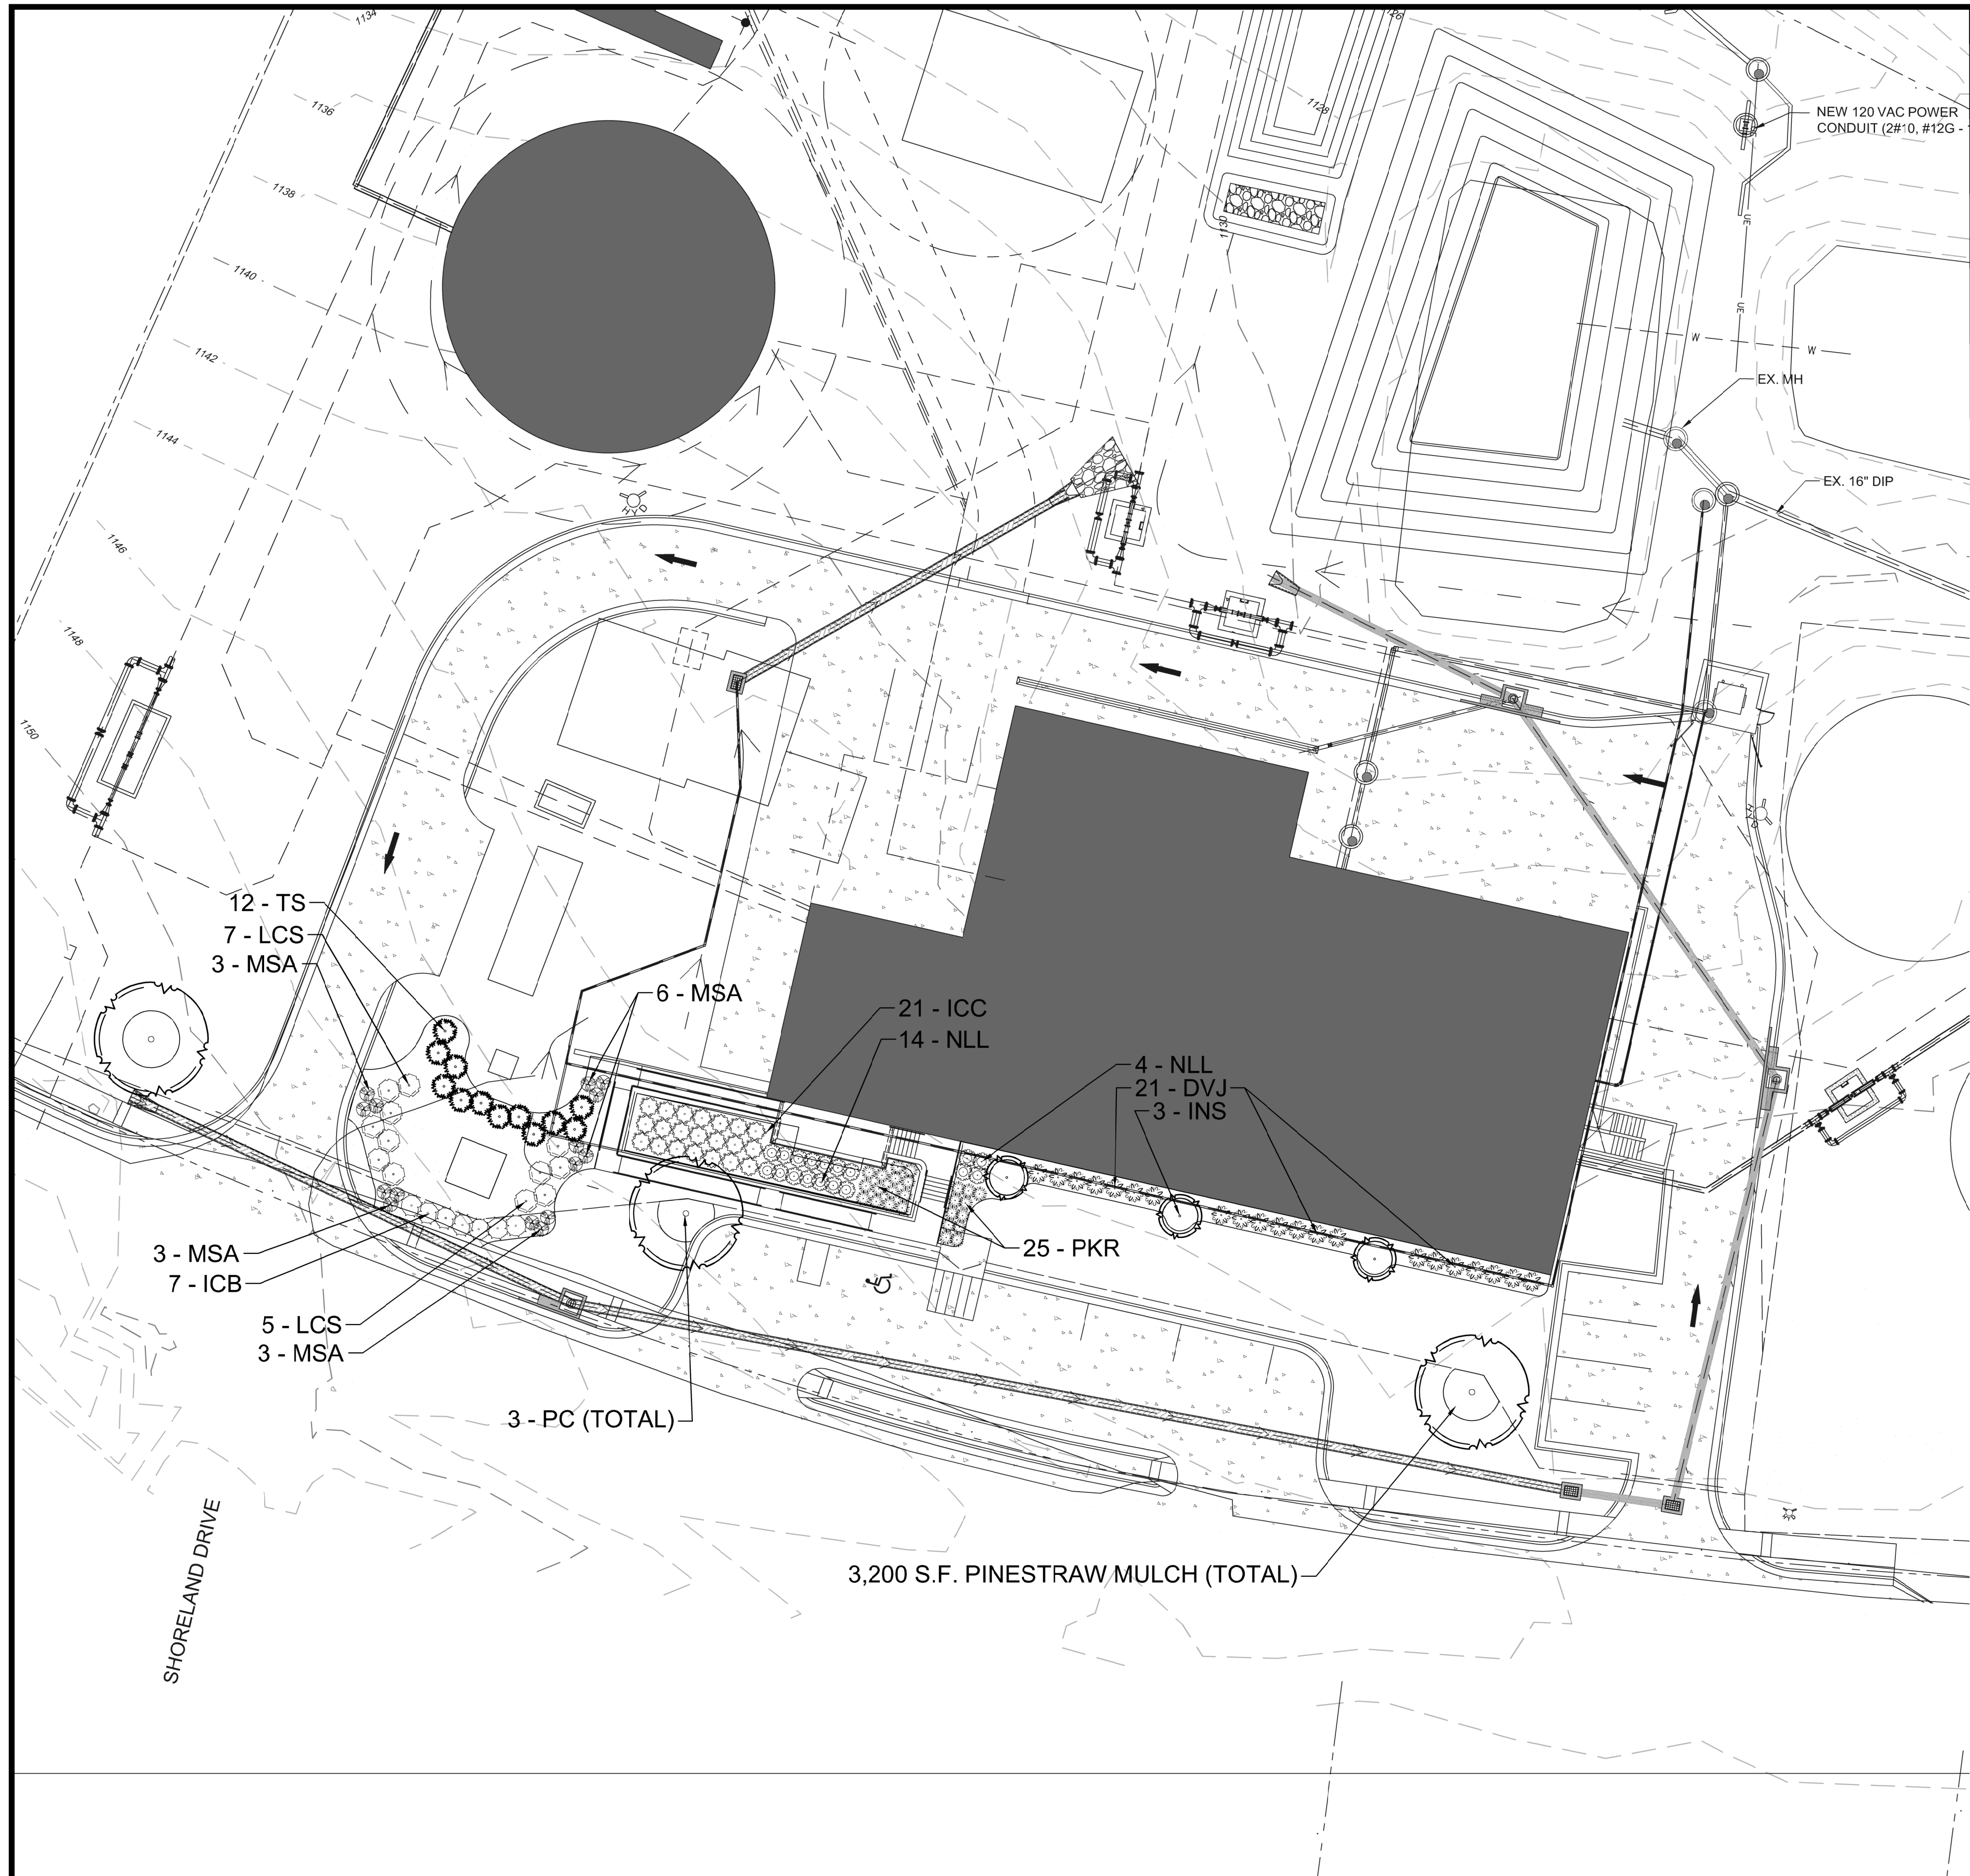 1134
1126
1136
1128
NEW 120 VAC POWER
CONDUIT (2#10, #12G -
1138
UE
1130
1140
UE
W
W
1142
EX. MH
1144
EX. 16" DIP
HYD
1146
1148
1150
HYD
12 - TS
7 - LCS
3 - MSA
6 - MSA
21 - ICC
14 - NLL
4 - NLL
21 - DVJ
3 - INS
25 - PKR
3 - MSA
7 - ICB
5 - LCS
3 - MSA
3 - PC (TOTAL)
HYD
3,200 S.F. PINESTRAW MULCH (TOTAL)
SHORELAND DRIVE